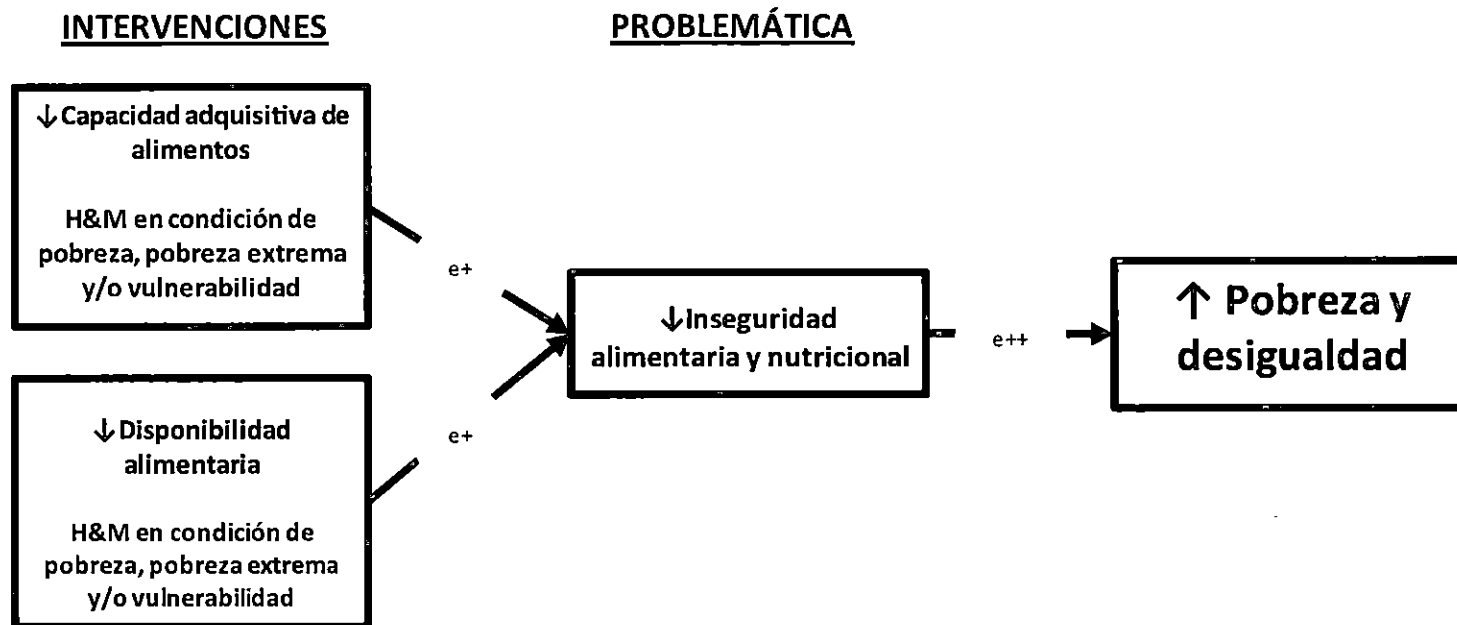 INTERVENCIONES
PROBLEMÁTICA
↓Capacidad adquisitiva de
alimentos
H&M en condición de
pobreza, pobreza extrema
y/o vulnerabilidad
e+
↓Disponibilidad
alimentaria
H&M en condición de
pobreza, pobreza extrema
y/o vulnerabilidad
e+
↓Inseguridad
alimentaria y nutricional
e++
↑ Pobreza y
desigualdad